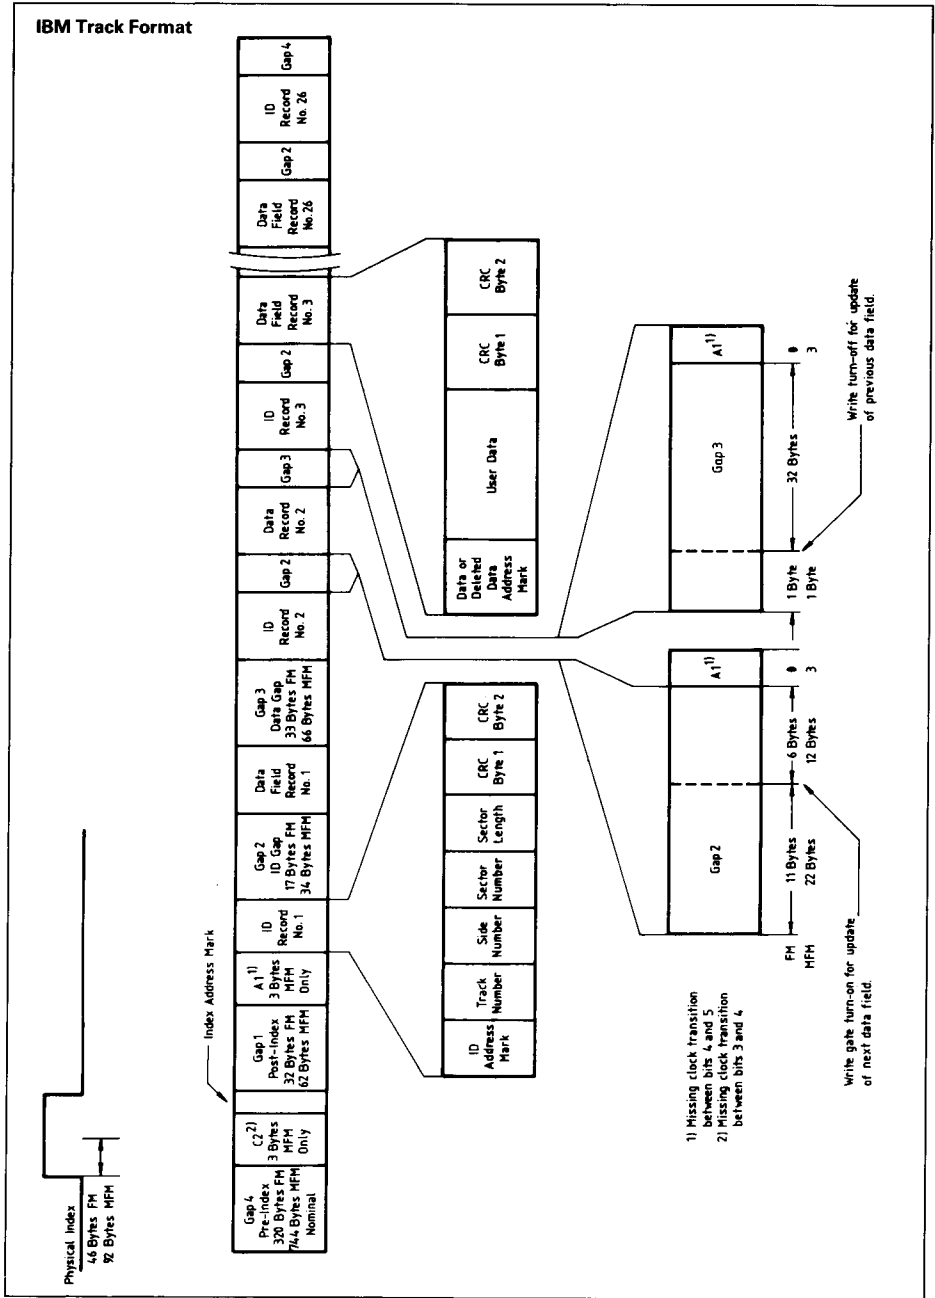 IBM Track Format
Physical Index
46 Bytes FM
92 Bytes MFM
Index Address Mark
Gap 4
Pre-Index
320 Bytes FM
744 Bytes MFM
Nominal
C2 2)
3 Bytes
MFM
Only
Gap 1
Post-Index
32 Bytes FM
62 Bytes MFM
A1 1)
3 Bytes
MFM
Only
ID
Record
No. 1
Gap 2
ID Gap
17 Bytes FM
34 Bytes MFM
Data
Field
Record
No. 1
Gap 3
Data Gap
33 Bytes FM
66 Bytes MFM
ID
Record
No. 2
Gap 2
Data
Record
No. 2
Gap 3
ID
Record
No. 3
Gap 2
Data
Field
Record
No. 3
Data
Field
Record
No. 26
Gap 2
ID
Record
No. 26
Gap 4
ID
Address
Mark
Track
Number
Side
Number
Sector
Number
Sector
Length
CRC
Byte 1
CRC
Byte 2
Data or
Deleted
Data
Address
Mark
User Data
CRC
Byte 1
CRC
Byte 2
Gap 2
A1 1)
FM
11 Bytes
6 Bytes
0
MFM
22 Bytes
12 Bytes
3
Gap 3
A1 1)
1 Byte
32 Bytes
0
1 Byte
3
Write gate turn-on for update
of next data field.
Write turn-off for update
of previous data field.
1) Missing clock transition
between bits 4 and 5
2) Missing clock transition
between bits 3 and 4